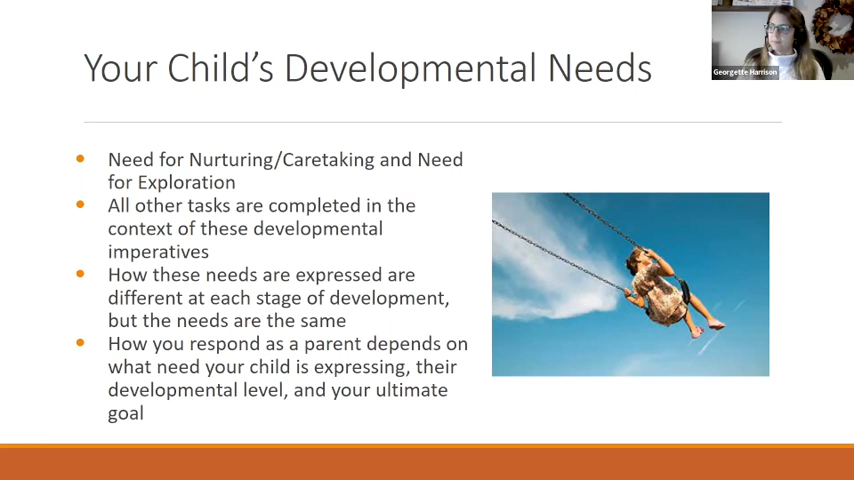 Your Child's Developmental Needs
Georgette Harrison
Need for Nurturing/Caretaking and Need
for Exploration
All other tasks are completed in the
context of these developmental
imperatives
How these needs are expressed are
different at each stage of development,
but the needs are the same
How you respond as a parent depends on
what need your child is expressing, their
developmental level, and your ultimate
goal